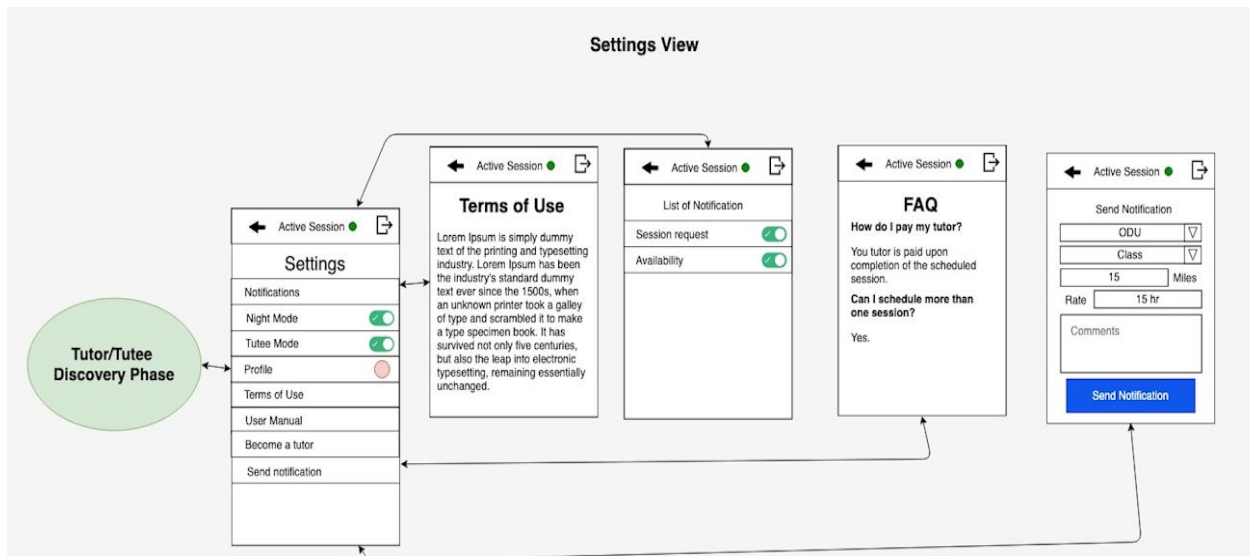 Settings View
Tutor/Tutee
Discovery Phase
Active Session
Settings
Notifications
Night Mode
Tutee Mode
Profile
Terms of Use
User Manual
Become a tutor
Send notification
Active Session
Terms of Use
Lorem Ipsum is simply dummy
text of the printing and typesetting
industry. Lorem Ipsum has been
the industry's standard dummy
text ever since the 1500s, when
an unknown printer took a galley
of type and scrambled it to make
a type specimen book. It has
survived not only five centuries,
but also the leap into electronic
typesetting, remaining essentially
unchanged.
Active Session
List of Notification
Session request
Availability
Active Session
FAQ
How do I pay my tutor?
You tutor is paid upon
completion of the scheduled
session.
Can I schedule more than
one session?
Yes.
Active Session
Send Notification
ODU
Class
15 Miles
Rate 15 hr
Comments
Send Notification